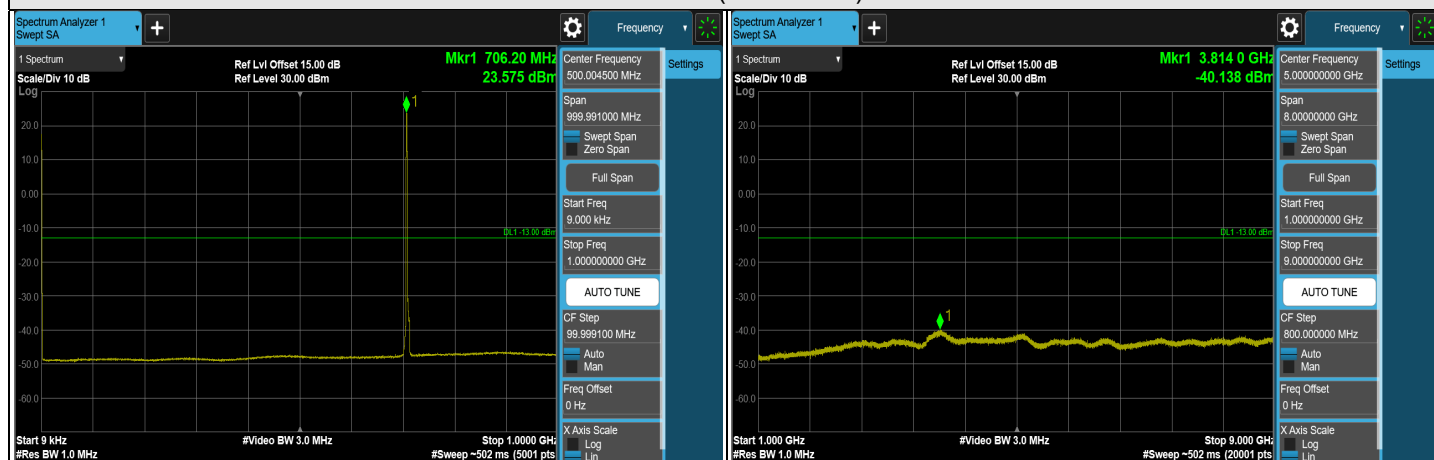 Spectrum Analyzer 1
Swept SA
+
Frequency
1 Spectrum
Scale/Div 10 dB
Ref Lvl Offset 15.00 dB
Ref Level 30.00 dBm
Mkr1 706.20 MHz
23.575 dBm
Log
1
20.0
10.0
0.00
-10.0
DL1 -13.00 dBm
-20.0
-30.0
-40.0
-50.0
-60.0
Start 9 kHz
#Video BW 3.0 MHz
Stop 1.0000 GHz
#Res BW 1.0 MHz
#Sweep ~502 ms (5001 pts
Center Frequency
500.004500 MHz
Settings
Span
999.991000 MHz
Swept Span
Zero Span
Full Span
Start Freq
9.000 kHz
Stop Freq
1.000000000 GHz
AUTO TUNE
CF Step
99.999100 MHz
Auto
Man
Freq Offset
0 Hz
X Axis Scale
Log
Lin
Spectrum Analyzer 1
Swept SA
+
Frequency
1 Spectrum
Scale/Div 10 dB
Ref Lvl Offset 15.00 dB
Ref Level 30.00 dBm
Mkr1 3.814 0 GHz
-40.138 dBm
Log
20.0
10.0
0.00
-10.0
DL1 -13.00 dBm
-20.0
-30.0
1
-40.0
-50.0
-60.0
Start 1.000 GHz
#Video BW 3.0 MHz
Stop 9.000 GHz
#Res BW 1.0 MHz
#Sweep ~502 ms (20001 pts
Center Frequency
5.00000000 GHz
Settings
Span
8.00000000 GHz
Swept Span
Zero Span
Full Span
Start Freq
1.000000000 GHz
Stop Freq
9.000000000 GHz
AUTO TUNE
CF Step
800.000000 MHz
Auto
Man
Freq Offset
0 Hz
X Axis Scale
Log
Lin